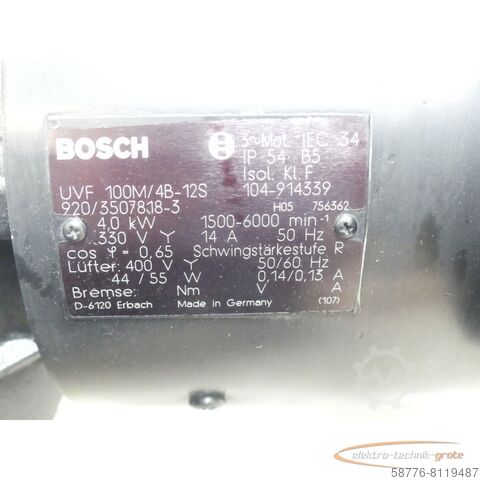 BOSCH
3~Mot. IEC 34
IP 54 B5
Isol. Kl. F
UVF 100M/4B-12S 104-914339
920/3507818-3 H05 756362
4,0 kW 1500-6000 min⁻¹
330 V Y 14 A 50 Hz
cos φ = 0,65 Schwingstärkestufe R
Lüfter: 400 V Y 50/60 Hz
44 / 55 W 0,14/0,13 A
Bremse: Nm V A
D-6120 Erbach Made in Germany (107)
elektro-technik-grote
58776-8119487